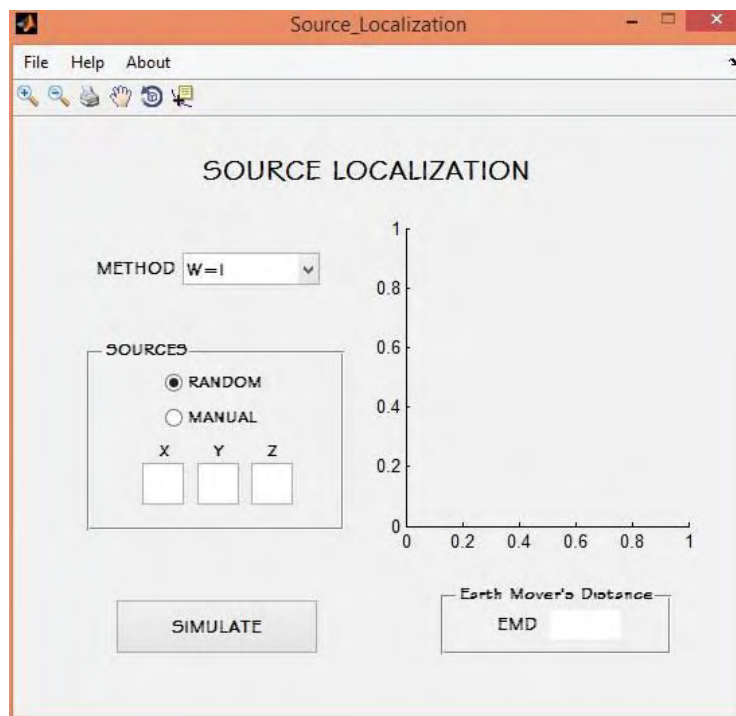 Source_Localization
File Help About
SOURCE LOCALIZATION
METHOD W=I
SOURCES
RANDOM
MANUAL
X Y Z
SIMULATE
1
0.8
0.6
0.4
0.2
0
0 0.2 0.4 0.6 0.8 1
Earth Mover's Distance
EMD